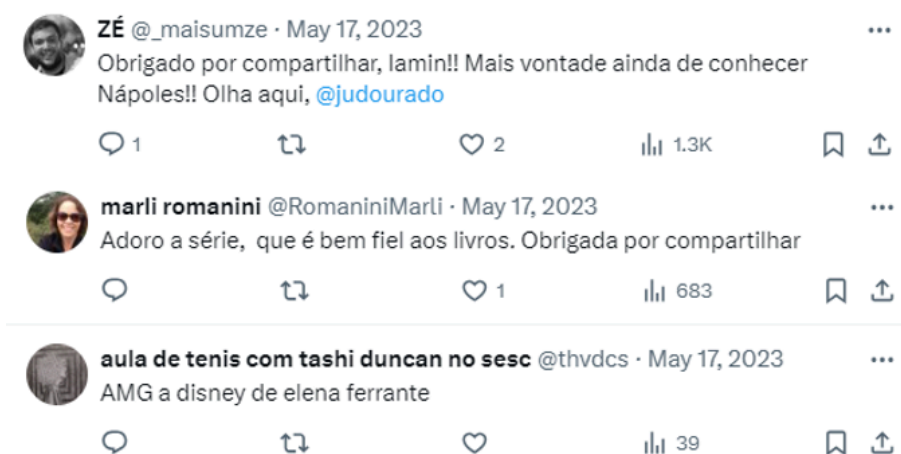 ZÉ @_maisumze · May 17, 2023
Obrigado por compartilhar, Iamin!! Mais vontade ainda de conhecer
Nápoles!! Olha aqui, @judourado
1 2 1.3K
marli romanini @RomaniniMarli · May 17, 2023
Adoro a série,  que é bem fiel aos livros. Obrigada por compartilhar
1 683
aula de tenis com tashi duncan no sesc @thvdcs · May 17, 2023
AMG a disney de elena ferrante
39